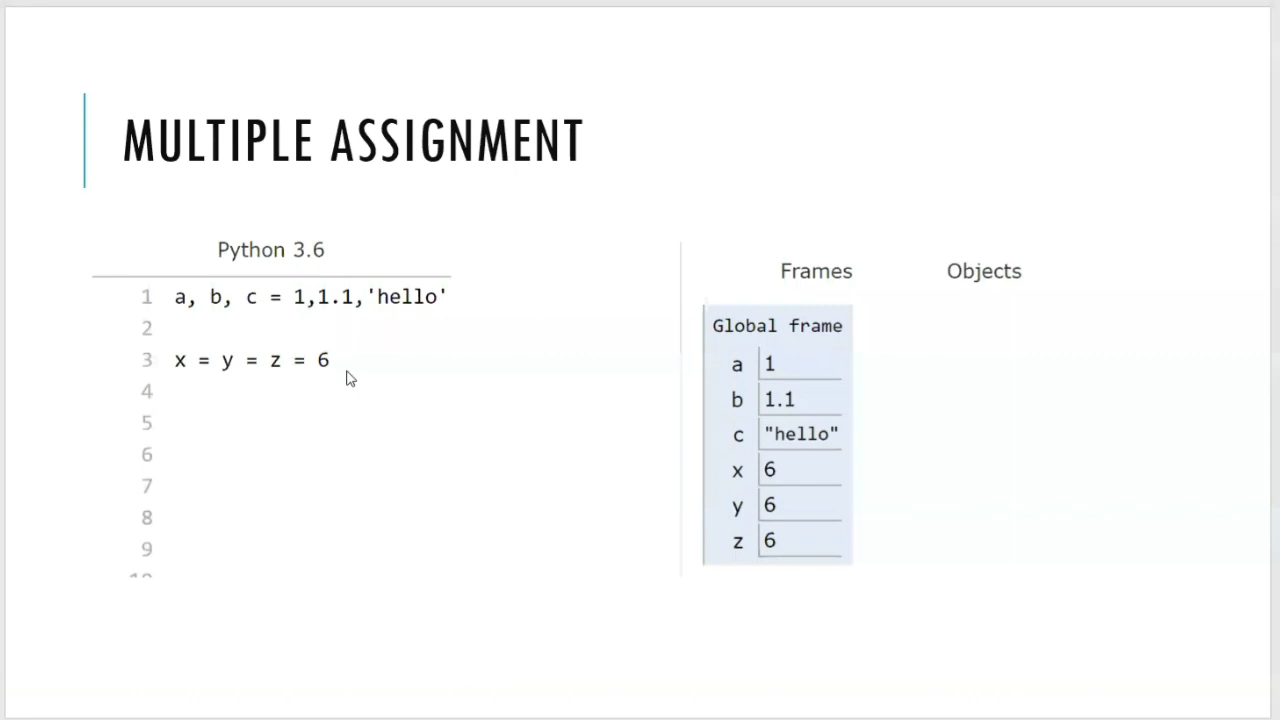 MULTIPLE ASSIGNMENT
Python 3.6
1 a, b, c = 1,1.1,'hello'
2
3 x = y = z = 6
4
5
6
7
8
9
Frames Objects
Global frame
a 1
b 1.1
c "hello"
x 6
y 6
z 6